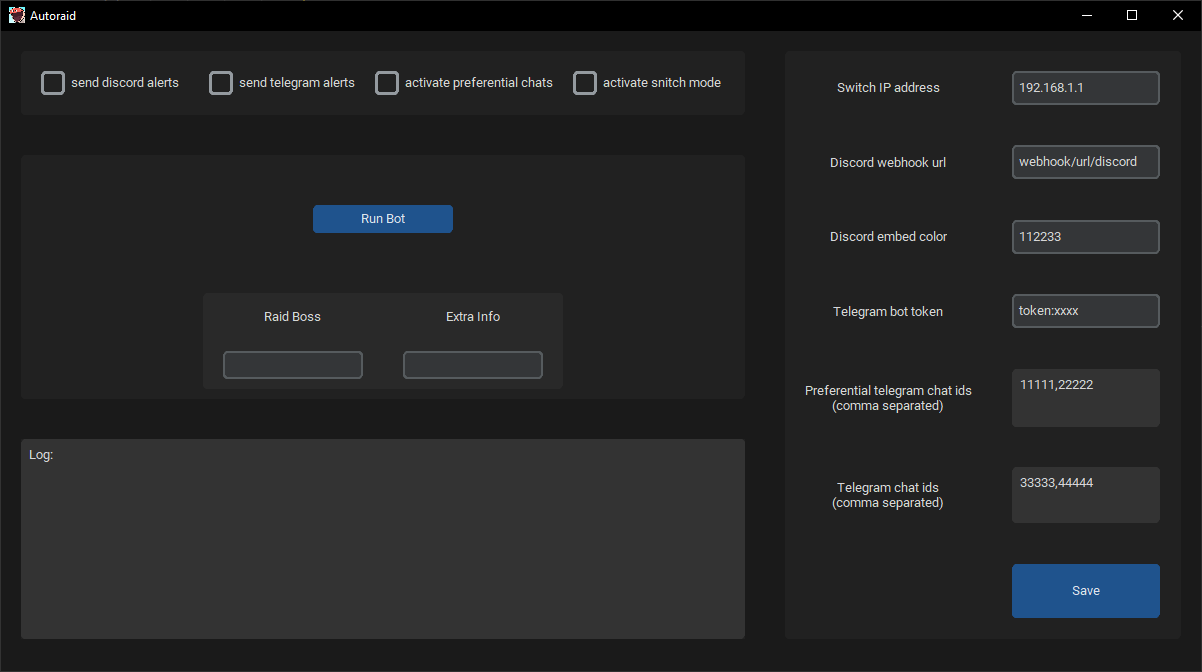 Autoraid
send discord alerts
send telegram alerts
activate preferential chats
activate snitch mode
Run Bot
Raid Boss
Extra Info
Log:
Switch IP address
192.168.1.1
Discord webhook url
webhook/url/discord
Discord embed color
112233
Telegram bot token
token:xxxx
Preferential telegram chat ids
(comma separated)
11111,22222
Telegram chat ids
(comma separated)
33333,44444
Save